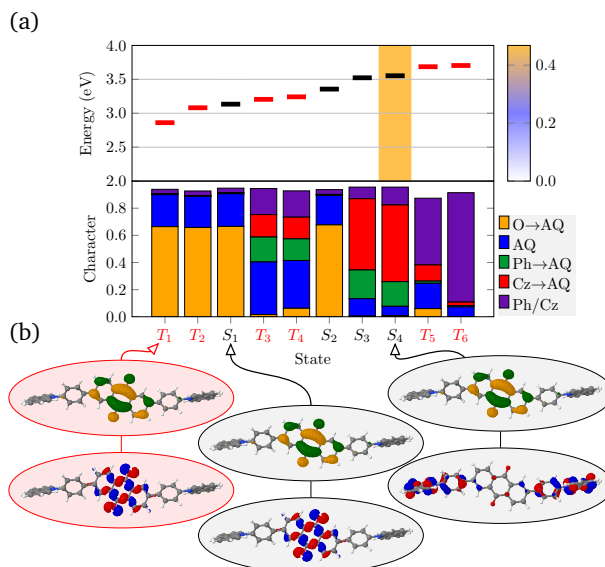 (a)
4.0
3.5
3.0
2.5
2.0
Energy (eV)
0.4
0.2
0.0
1.0
0.8
0.6
0.4
0.2
0.0
Character
O→AQ
AQ
Ph→AQ
Cz→AQ
Ph/Cz
T1 T2 S1 T3 T4 S2 S3 S4 T5 T6
State
(b)